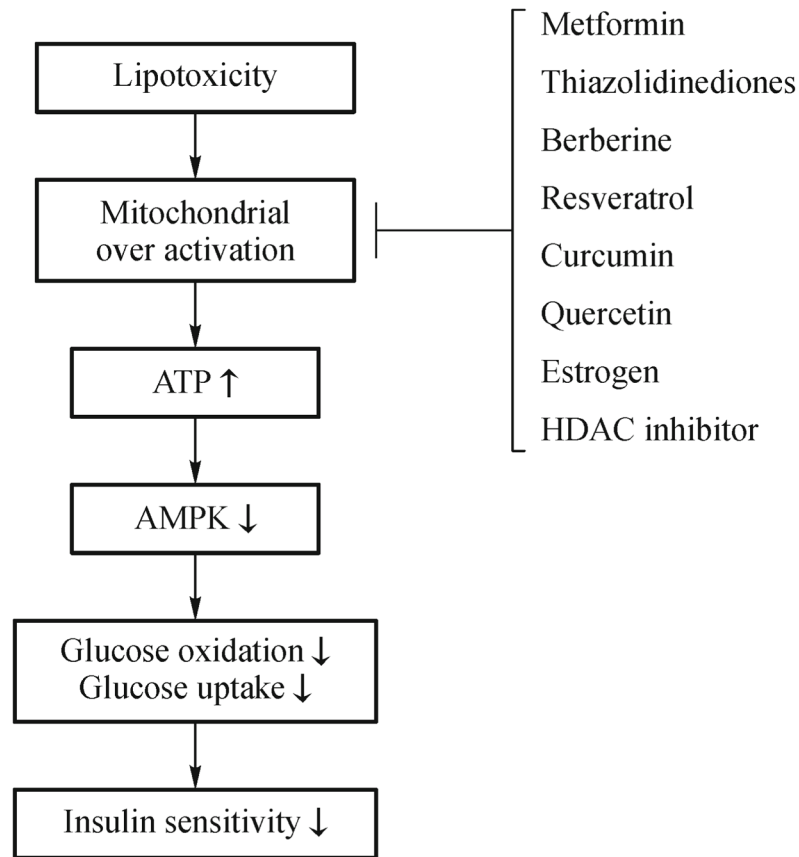 Lipotoxicity
Mitochondrial
over activation
ATP ↑
AMPK ↓
Glucose oxidation ↓
Glucose uptake ↓
Insulin sensitivity ↓
Metformin
Thiazolidinediones
Berberine
Resveratrol
Curcumin
Quercetin
Estrogen
HDAC inhibitor